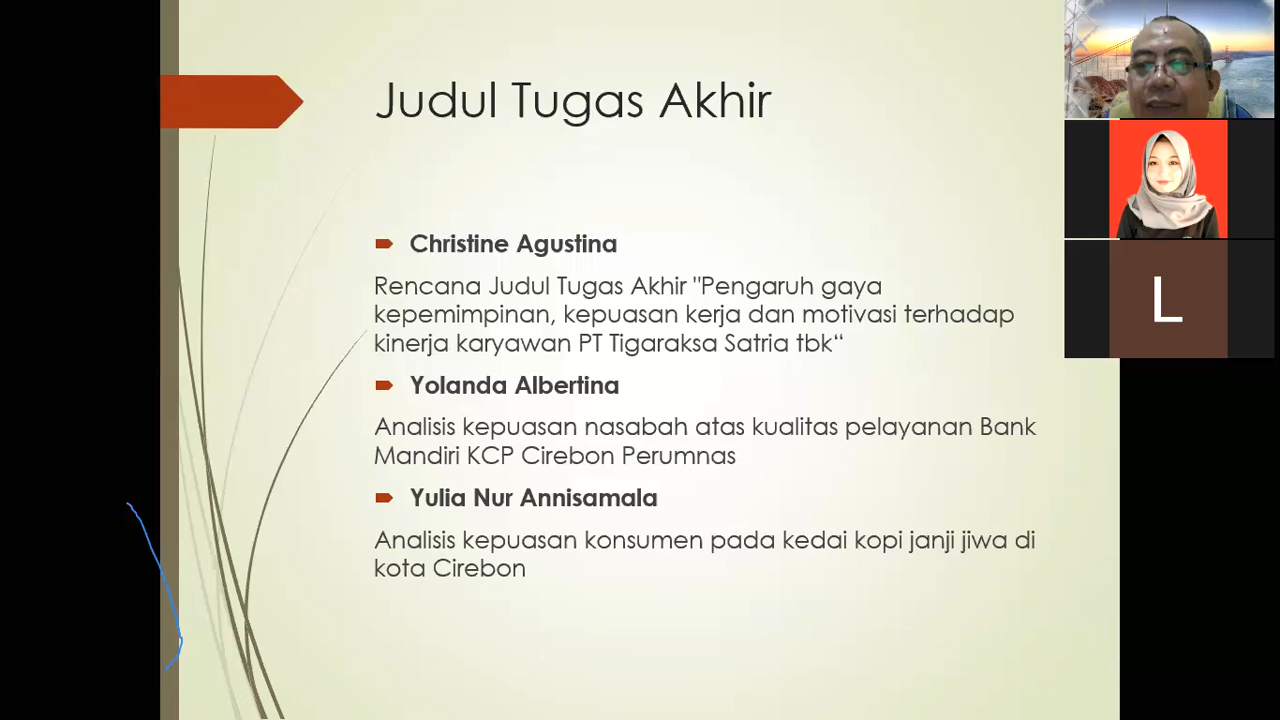 Judul Tugas Akhir
Christine Agustina
Rencana Judul Tugas Akhir "Pengaruh gaya
kepemimpinan, kepuasan kerja dan motivasi terhadap
kinerja karyawan PT Tigaraksa Satria tbk“
Yolanda Albertina
Analisis kepuasan nasabah atas kualitas pelayanan Bank
Mandiri KCP Cirebon Perumnas
Yulia Nur Annisamala
Analisis kepuasan konsumen pada kedai kopi janji jiwa di
kota Cirebon
L